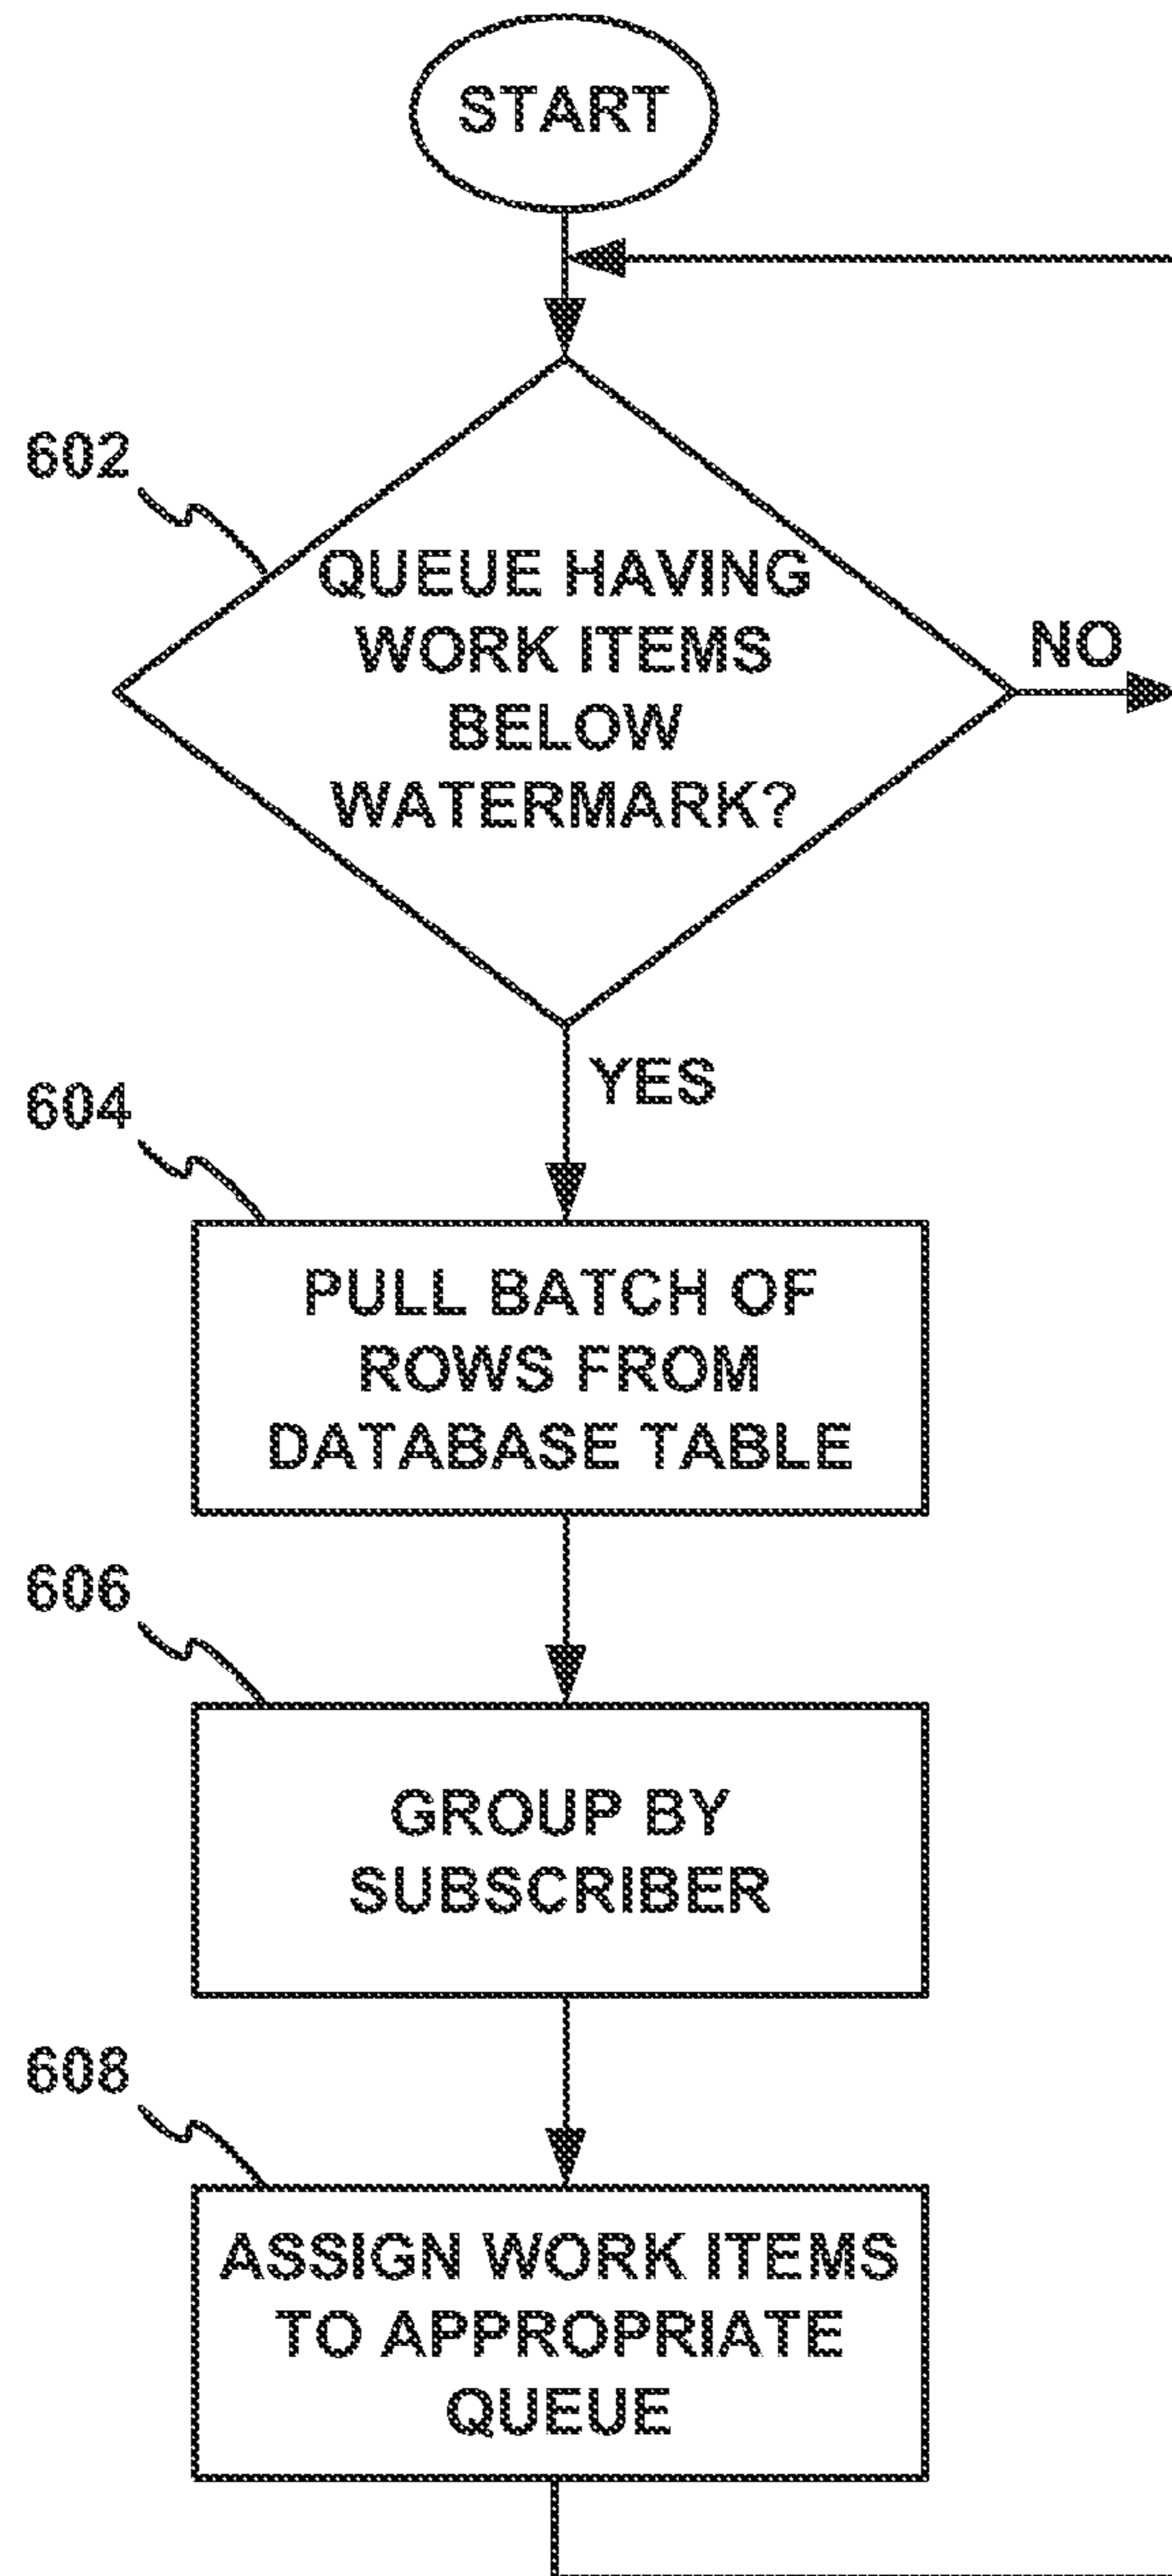 START
602
QUEUE HAVING
WORK ITEMS
BELOW
WATERMARK?
NO
YES
604
PULL BATCH OF
ROWS FROM
DATABASE TABLE
606
GROUP BY
SUBSCRIBER
608
ASSIGN WORK ITEMS
TO APPROPRIATE
QUEUE